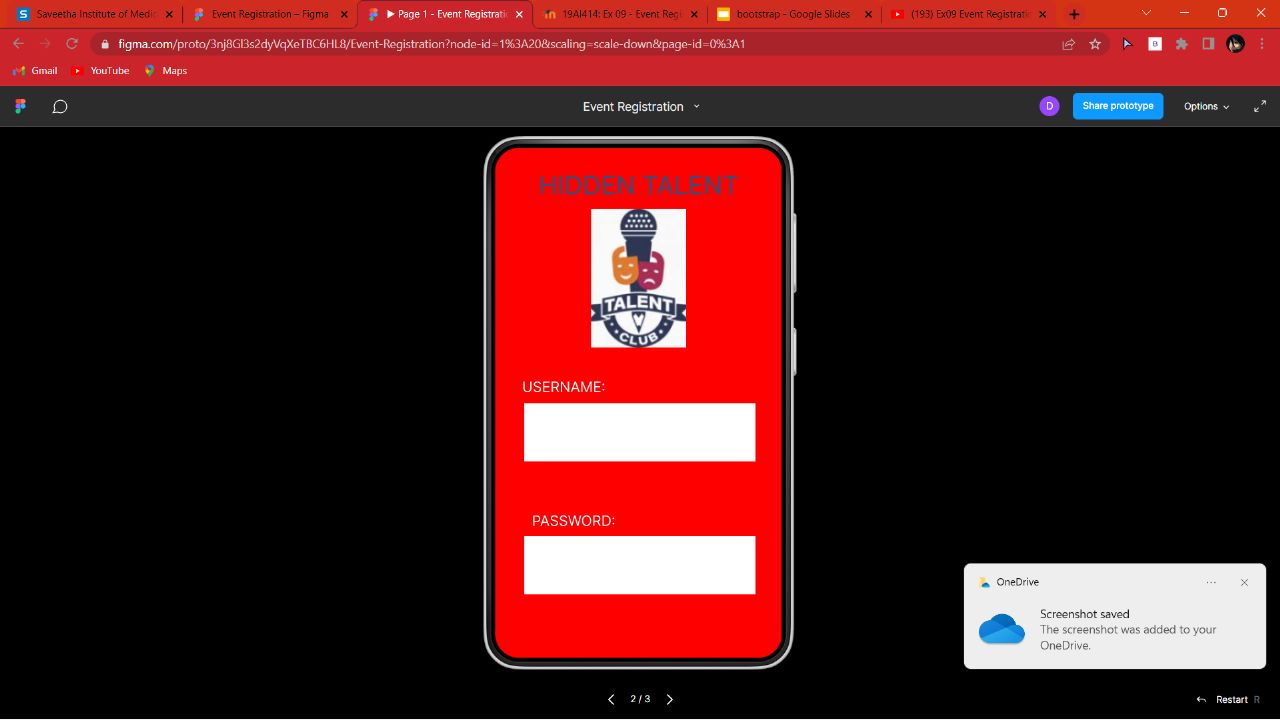 Saveetha Institute of Medic
Event Registration – Figma
Page 1 - Event Registratio
19AI414: Ex 09 - Event Regi
bootstrap - Google Slides
(193) Ex09 Event Registratio
figma.com/proto/3nj8Gl3s2dyVqXeTBC6HL8/Event-Registration?node-id=1%3A20&scaling=scale-down&page-id=0%3A1
Gmail
YouTube
Maps
Event Registration
D
Share prototype
Options
HIDDEN TALENT
TALENT
CLUB
USERNAME:
PASSWORD:
OneDrive
Screenshot saved
The screenshot was added to your
OneDrive.
2 / 3
Restart R